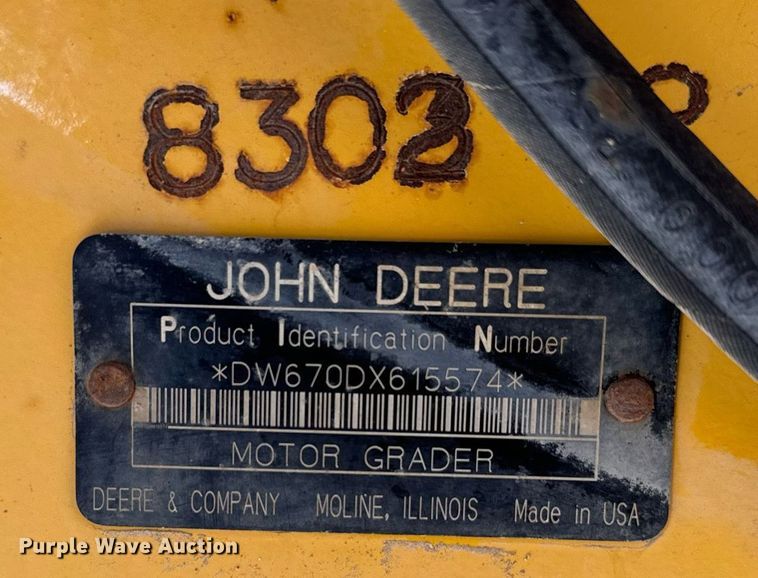 8302
JOHN DEERE
Product Identification Number
*DW670DX615574*
MOTOR GRADER
DEERE & COMPANY MOLINE, ILLINOIS Made in USA
Purple Wave Auction